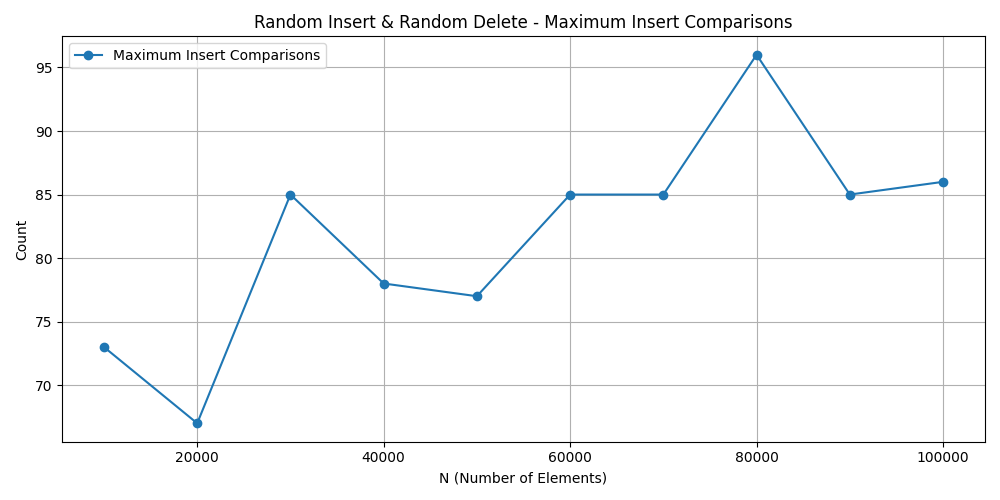 Random Insert & Random Delete - Maximum Insert Comparisons
Maximum Insert Comparisons
95
90
85
80
75
70
Count
20000
40000
60000
80000
100000
N (Number of Elements)